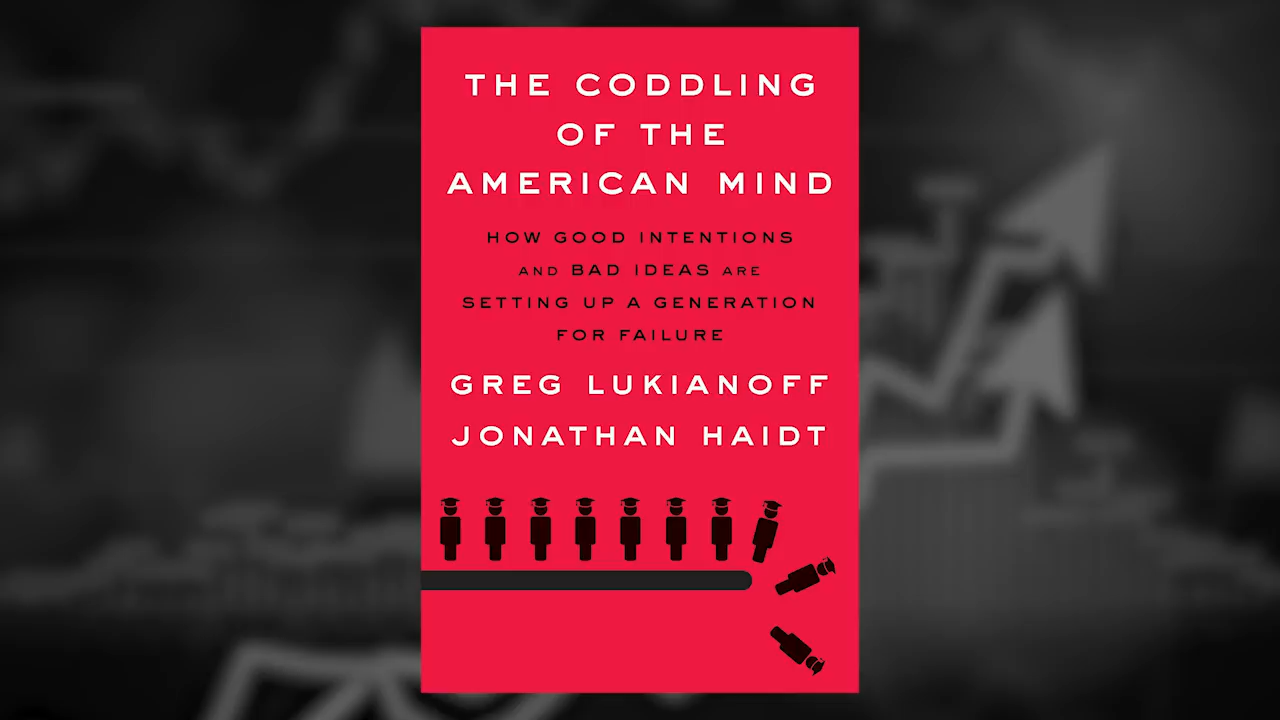 THE CODDLING
OF THE
AMERICAN MIND
HOW GOOD INTENTIONS
AND BAD IDEAS ARE
SETTING UP A GENERATION
FOR FAILURE
GREG LUKIANOFF
JONATHAN HAIDT